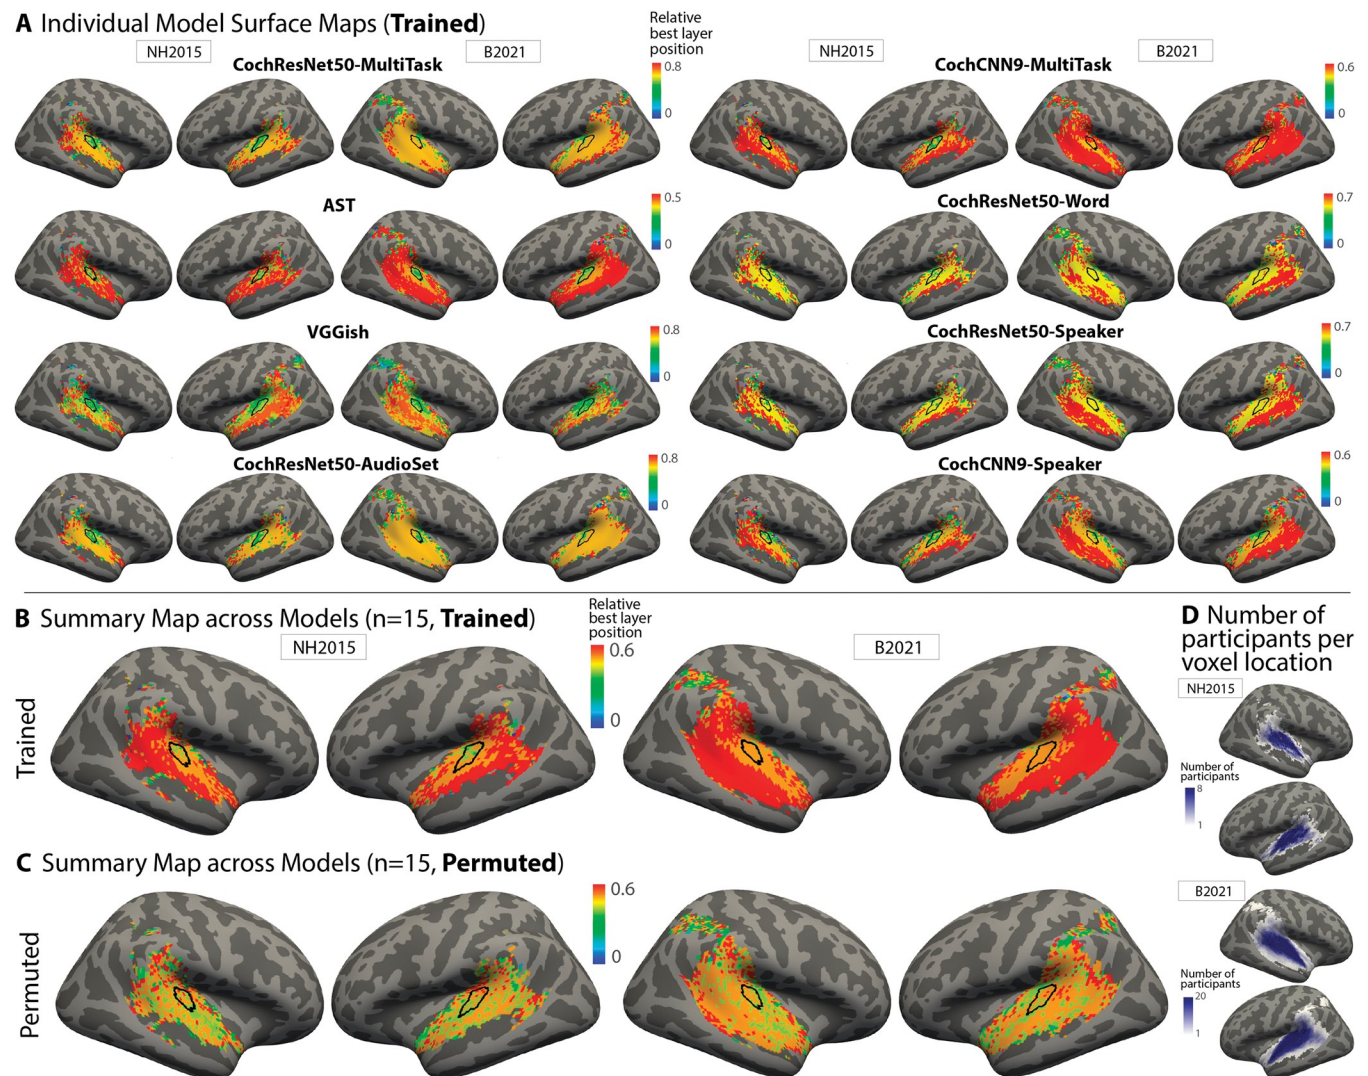 A Individual Model Surface Maps (Trained)
Relative
best layer
position
NH2015
B2021
NH2015
B2021
CochResNet50-MultiTask
0.8
0
CochCNN9-MultiTask
0.6
0
AST
0.5
0
CochResNet50-Word
0.7
0
VGGish
0.8
0
CochResNet50-Speaker
0.7
0
CochResNet50-AudioSet
0.8
0
CochCNN9-Speaker
0.6
0
B Summary Map across Models (n=15, Trained)
Relative
best layer
position
0.6
0
NH2015
B2021
Trained
C Summary Map across Models (n=15, Permuted)
0.6
0
Permuted
D Number of
participants per
voxel location
NH2015
Number of
participants
8
1
B2021
Number of
participants
20
1